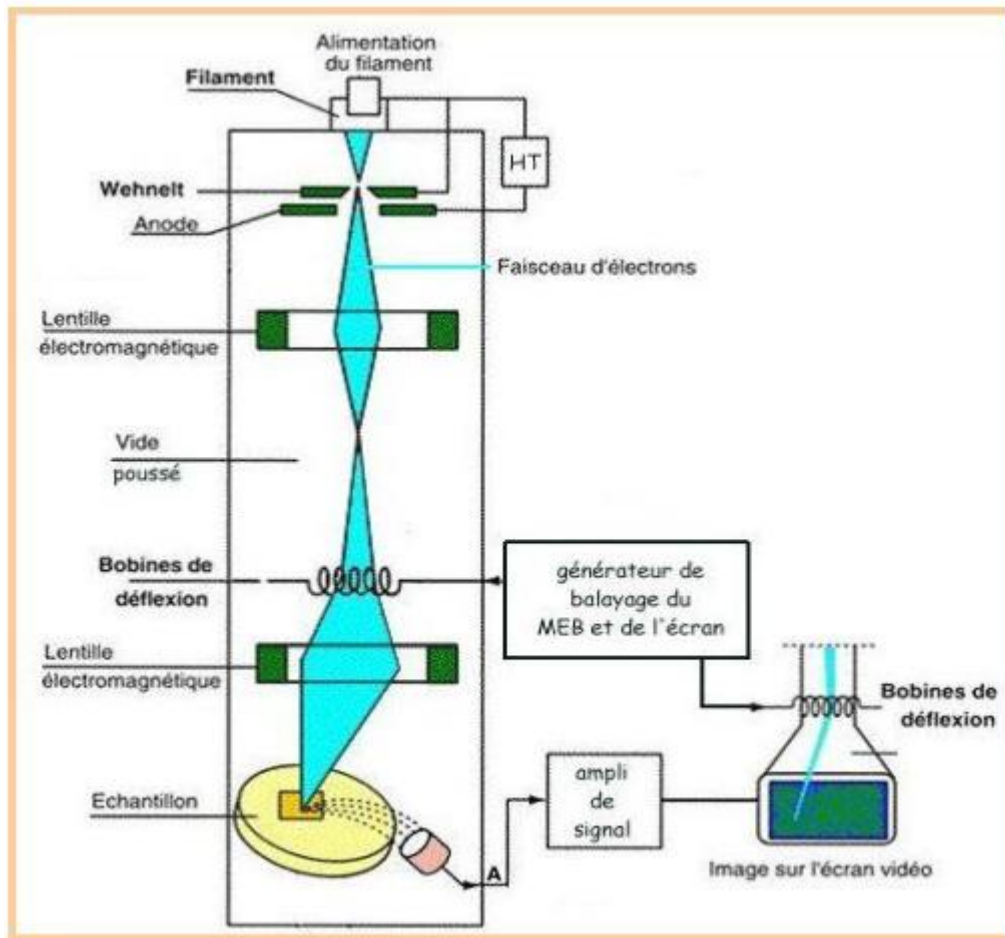 Alimentation
du filament
Filament
HT
Wehnelt
Anode
Faisceau d'électrons
Lentille
électromagnétique
Vide
poussé
Bobines de
déflexion
générateur de
balayage du
MEB et de l'écran
Lentille
électromagnétique
Bobines de
déflexion
Echantillon
ampli
de
signal
A
Image sur l'écran vidéo